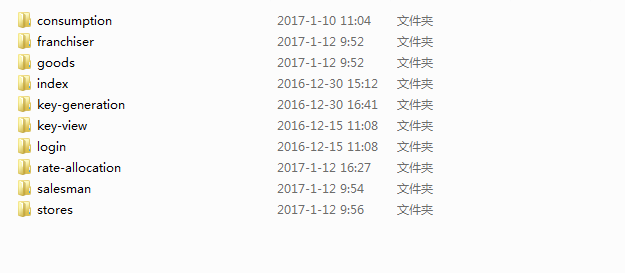 consumption 2017-1-10 11:04 文件夹
franchiser 2017-1-12 9:52 文件夹
goods 2017-1-12 9:52 文件夹
index 2016-12-30 15:12 文件夹
key-generation 2016-12-30 16:41 文件夹
key-view 2016-12-15 11:08 文件夹
login 2016-12-15 11:08 文件夹
rate-allocation 2017-1-12 16:27 文件夹
salesman 2017-1-12 9:54 文件夹
stores 2017-1-12 9:56 文件夹